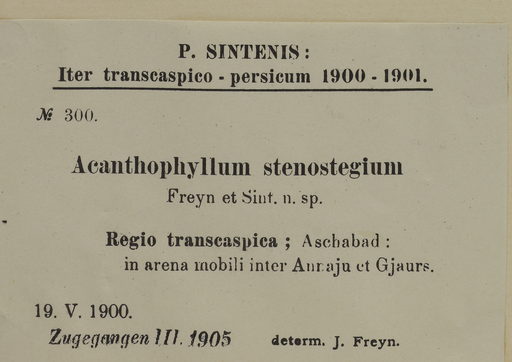 P. SINTENIS:
Iter transcaspico - persicum 1900 - 1901.
№ 300.
Acanthophyllum stenostegium
Freyn et Sint. n. sp.
Regio transcaspica; Aschabad:
in arena mobili inter Annaju et Gjaurs.
19. V. 1900.
Zugegangen III. 1905
determ. J. Freyn.